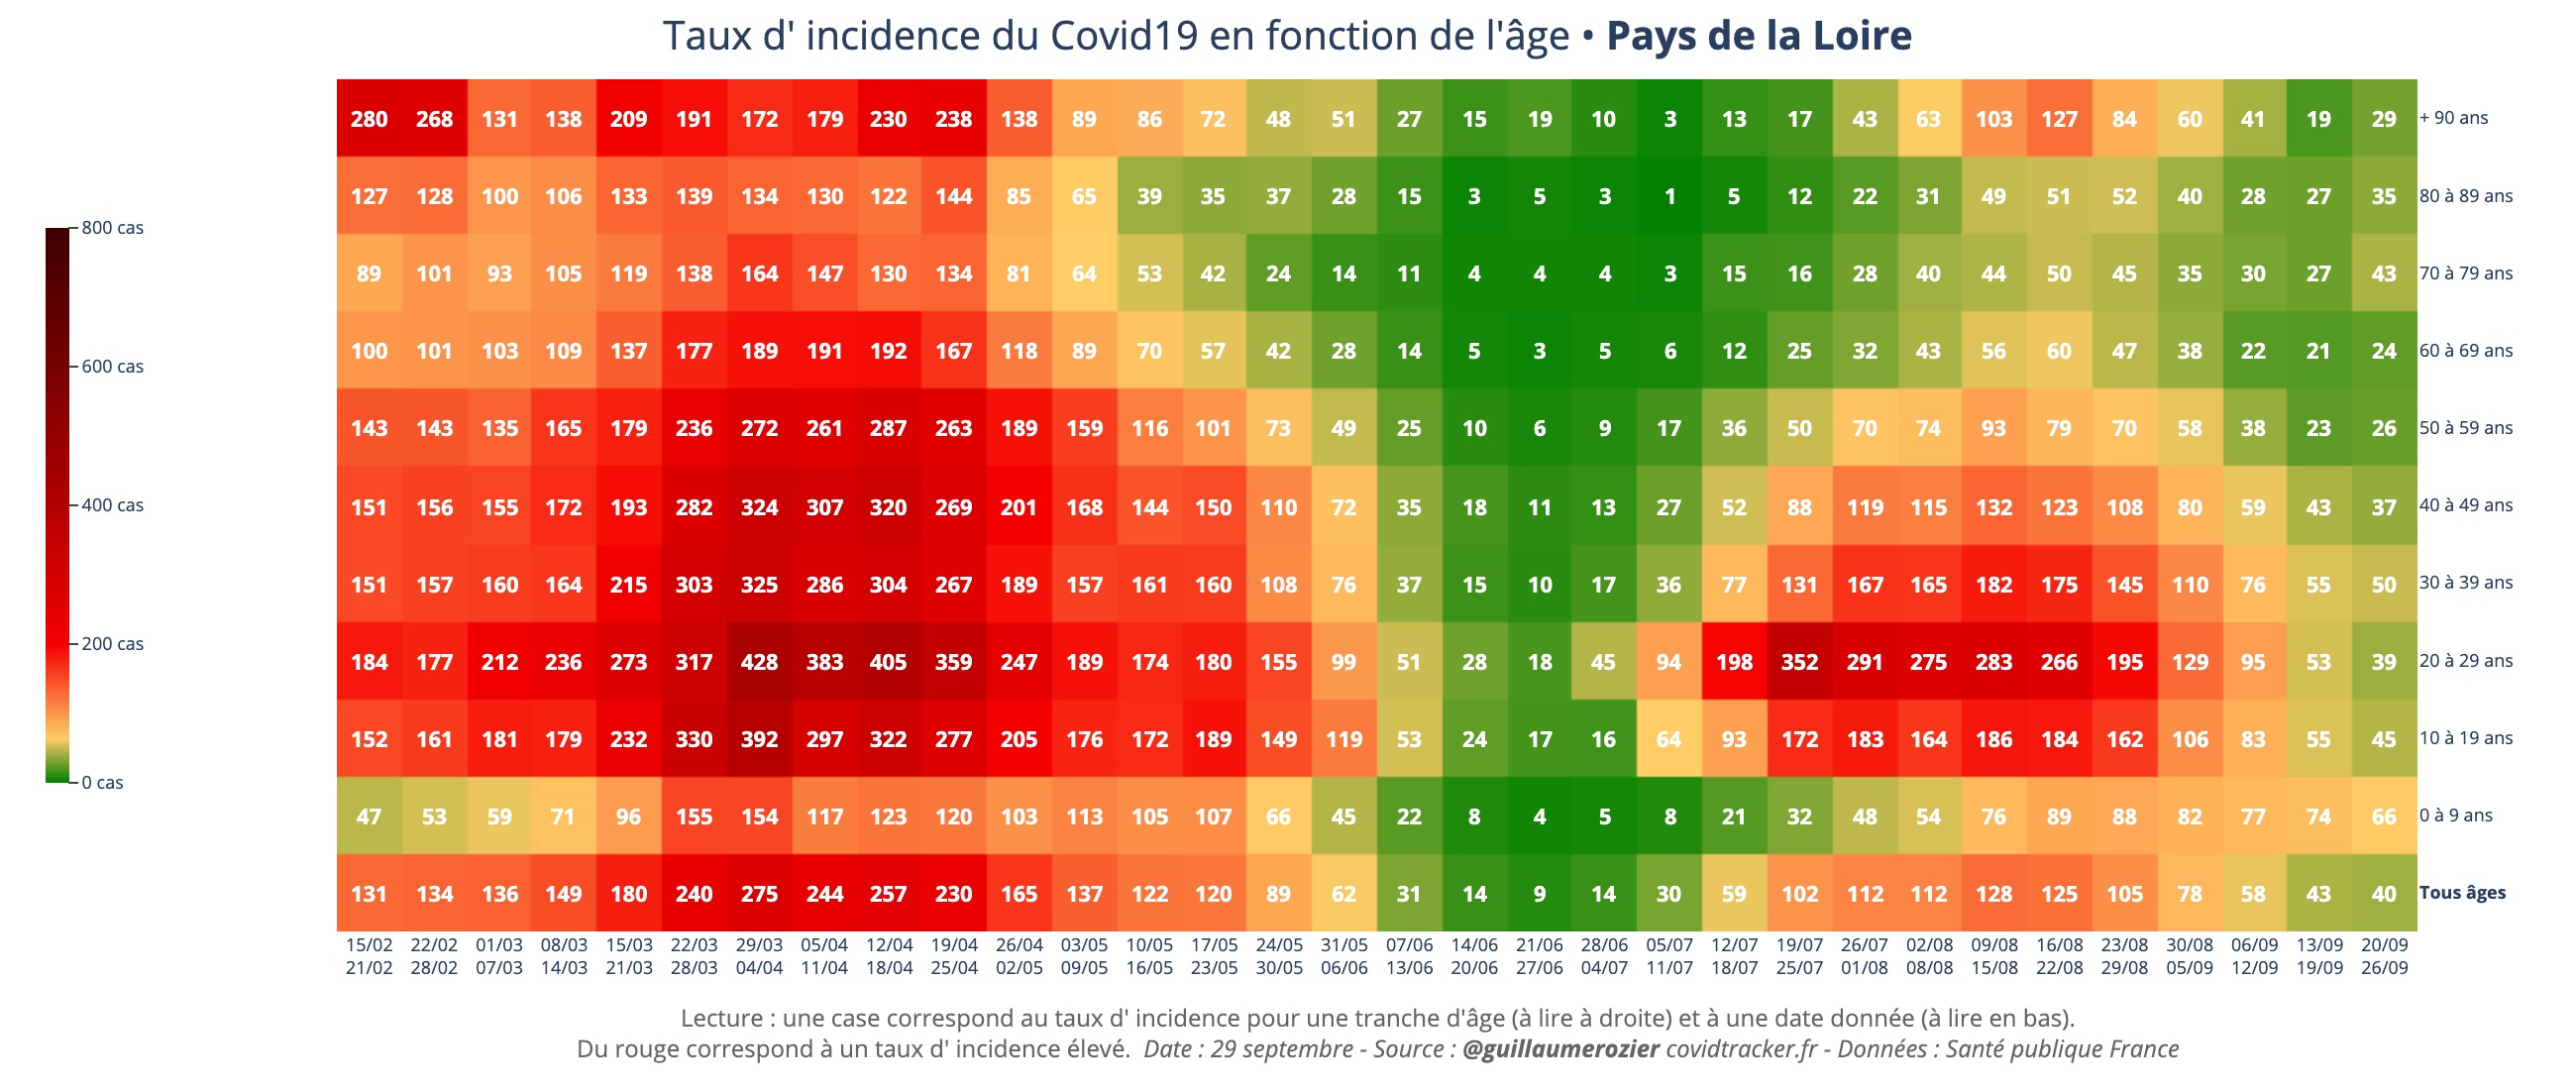 Taux d' incidence du Covid19 en fonction de l'âge • Pays de la Loire
800 cas
600 cas
400 cas
200 cas
0 cas
280 268 131 138 209 191 172 179 230 238 138 89 86 72 48 51 27 15 19 10 3 13 17 43 63 103 127 84 60 41 19 29 + 90 ans
127 128 100 106 133 139 134 130 122 144 85 65 39 35 37 28 15 3 5 3 1 5 12 22 31 49 51 52 40 28 27 35 80 à 89 ans
89 101 93 105 119 138 164 147 130 134 81 64 53 42 24 14 11 4 4 4 3 15 16 28 40 44 50 45 35 30 27 43 70 à 79 ans
100 101 103 109 137 177 189 191 192 167 118 89 70 57 42 28 14 5 3 5 6 12 25 32 43 56 60 47 38 22 21 24 60 à 69 ans
143 143 135 165 179 236 272 261 287 263 189 159 116 101 73 49 25 10 6 9 17 36 50 70 74 93 79 70 58 38 23 26 50 à 59 ans
151 156 155 172 193 282 324 307 320 269 201 168 144 150 110 72 35 18 11 13 27 52 88 119 115 132 123 108 80 59 43 37 40 à 49 ans
151 157 160 164 215 303 325 286 304 267 189 157 161 160 108 76 37 15 10 17 36 77 131 167 165 182 175 145 110 76 55 50 30 à 39 ans
184 177 212 236 273 317 428 383 405 359 247 189 174 180 155 99 51 28 18 45 94 198 352 291 275 283 266 195 129 95 53 39 20 à 29 ans
152 161 181 179 232 330 392 297 322 277 205 176 172 189 149 119 53 24 17 16 64 93 172 183 164 186 184 162 106 83 55 45 10 à 19 ans
47 53 59 71 96 155 154 117 123 120 103 113 105 107 66 45 22 8 4 5 8 21 32 48 54 76 89 88 82 77 74 66 0 à 9 ans
131 134 136 149 180 240 275 244 257 230 165 137 122 120 89 62 31 14 9 14 30 59 102 112 112 128 125 105 78 58 43 40 Tous âges
15/02 22/02 01/03 08/03 15/03 22/03 29/03 05/04 12/04 19/04 26/04 03/05 10/05 17/05 24/05 31/05 07/06 14/06 21/06 28/06 05/07 12/07 19/07 26/07 02/08 09/08 16/08 23/08 30/08 06/09 13/09 20/09
21/02 28/02 07/03 14/03 21/03 28/03 04/04 11/04 18/04 25/04 02/05 09/05 16/05 23/05 30/05 06/06 13/06 20/06 27/06 04/07 11/07 18/07 25/07 01/08 08/08 15/08 22/08 29/08 05/09 12/09 19/09 26/09
Lecture : une case correspond au taux d' incidence pour une tranche d'âge (à lire à droite) et à une date donnée (à lire en bas).
Du rouge correspond à un taux d' incidence élevé. Date : 29 septembre - Source : @guillaumerozier covidtracker.fr - Données : Santé publique France